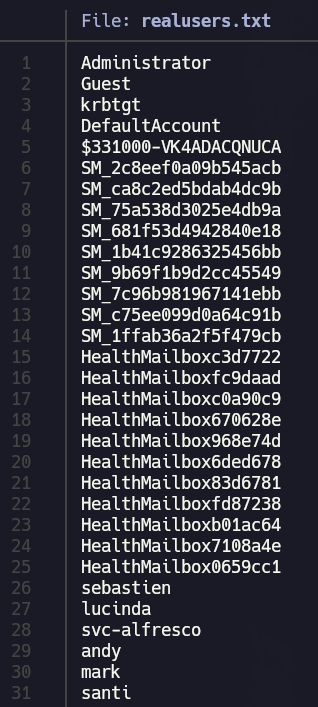 File: realusers.txt
1 Administrator
2 Guest
3 krbtgt
4 DefaultAccount
5 $331000-VK4ADACQNUCA
6 SM_2c8eef0a09b545acb
7 SM_ca8c2ed5bdab4dc9b
8 SM_75a538d3025e4db9a
9 SM_681f53d4942840e18
10 SM_1b41c9286325456bb
11 SM_9b69f1b9d2cc45549
12 SM_7c96b981967141ebb
13 SM_c75ee099d0a64c91b
14 SM_1ffab36a2f5f479cb
15 HealthMailboxc3d7722
16 HealthMailboxfc9daad
17 HealthMailboxc0a90c9
18 HealthMailbox670628e
19 HealthMailbox968e74d
20 HealthMailbox6ded678
21 HealthMailbox83d6781
22 HealthMailboxfd87238
23 HealthMailboxb01ac64
24 HealthMailbox7108a4e
25 HealthMailbox0659cc1
26 sebastien
27 lucinda
28 svc-alfresco
29 andy
30 mark
31 santi